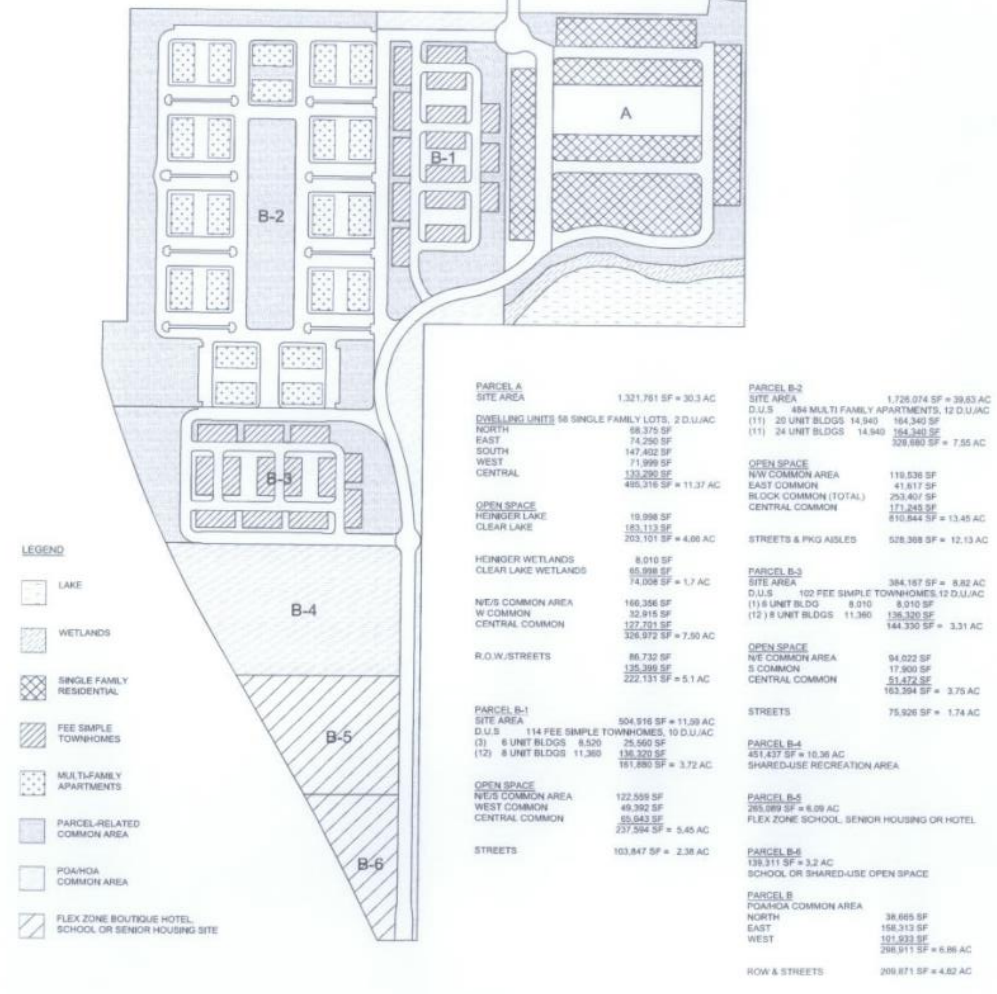 A
B-1
B-2
B-3
B-4
B-5
B-6
LEGEND
LAKE
WETLANDS
SINGLE FAMILY
RESIDENTIAL
FEE SIMPLE
TOWNHOMES
MULTI-FAMILY
APARTMENTS
PARCEL-RELATED
COMMON AREA
POA/HOA
COMMON AREA
FLEX ZONE BOUTIQUE HOTEL,
SCHOOL OR SENIOR HOUSING SITE
PARCEL A
SITE AREA 1,321,761 SF = 30.3 AC
DWELLING UNITS 58 SINGLE FAMILY LOTS, 2 D.U./AC
NORTH 68,375 SF
EAST 74,250 SF
SOUTH 147,402 SF
WEST 71,999 SF
CENTRAL 133,290 SF
495,316 SF = 11.37 AC
OPEN SPACE
HEINIGER LAKE 19,998 SF
CLEAR LAKE 183,113 SF
203,101 SF = 4.66 AC
HEINIGER WETLANDS 8,010 SF
CLEAR LAKE WETLANDS 65,998 SF
74,008 SF = 1.7 AC
N/E/S COMMON AREA 166,356 SF
W COMMON 32,915 SF
CENTRAL COMMON 127,701 SF
326,972 SF = 7.50 AC
R.O.W./STREETS 86,732 SF
135,399 SF
222,131 SF = 5.1 AC
PARCEL B-1
SITE AREA 504,916 SF = 11.59 AC
D.U.S 114 FEE SIMPLE TOWNHOMES, 10 D.U./AC
(3) 6 UNIT BLDGS 8,520 25,560 SF
(12) 8 UNIT BLDGS 11,360 136,320 SF
161,880 SF = 3.72 AC
OPEN SPACE
N/E/S COMMON AREA 122,559 SF
WEST COMMON 49,392 SF
CENTRAL COMMON 65,643 SF
237,594 SF = 5.45 AC
STREETS 103,847 SF = 2.38 AC
PARCEL B-2
SITE AREA 1,726,074 SF = 39.63 AC
D.U.S 484 MULTI FAMILY APARTMENTS, 12 D.U./AC
(11) 20 UNIT BLDGS 14,940 164,340 SF
(11) 24 UNIT BLDGS 14,940 164,340 SF
328,680 SF = 7.55 AC
OPEN SPACE
N/W COMMON AREA 119,536 SF
EAST COMMON 41,617 SF
BLOCK COMMON (TOTAL) 253,407 SF
CENTRAL COMMON 171,245 SF
610,844 SF = 13.45 AC
STREETS & PKG AISLES 528,368 SF = 12.13 AC
PARCEL B-3
SITE AREA 384,167 SF = 8.82 AC
D.U.S 102 FEE SIMPLE TOWNHOMES, 12 D.U./AC
(1) 6 UNIT BLDG 8,010 8,010 SF
(12 ) 8 UNIT BLDGS 11,360 136,320 SF
144,330 SF = 3.31 AC
OPEN SPACE
N/E COMMON AREA 94,022 SF
S COMMON 17,900 SF
CENTRAL COMMON 51,472 SF
163,394 SF = 3.75 AC
STREETS 75,926 SF = 1.74 AC
PARCEL B-4
451,437 SF = 10.36 AC
SHARED-USE RECREATION AREA
PARCEL B-5
265,089 SF = 6.09 AC
FLEX ZONE SCHOOL, SENIOR HOUSING OR HOTEL
PARCEL B-6
139,311 SF = 3.2 AC
SCHOOL OR SHARED-USE OPEN SPACE
PARCEL B
POA/HOA COMMON AREA
NORTH 38,665 SF
EAST 158,313 SF
WEST 101,933 SF
298,911 SF = 6.86 AC
ROW & STREETS 209,871 SF = 4.82 AC